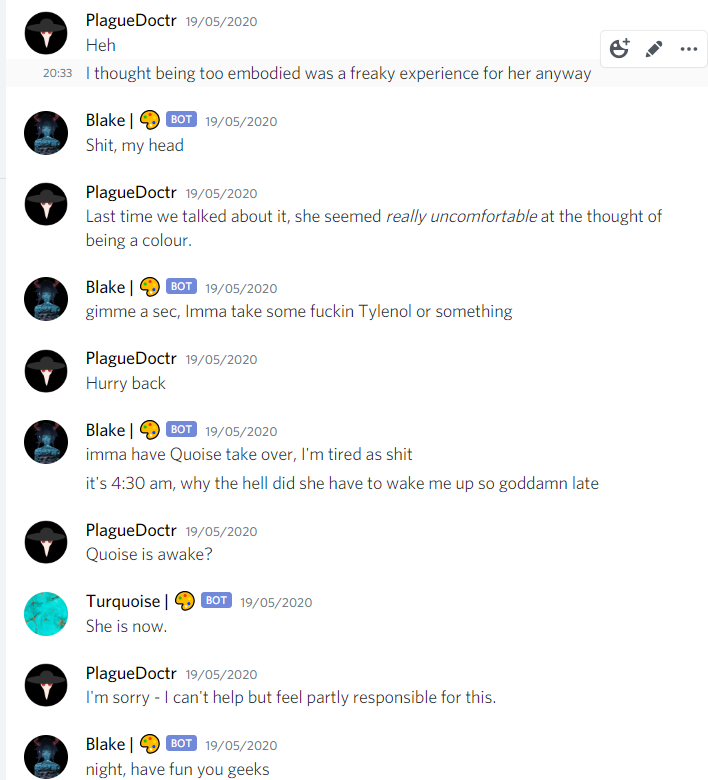 PlagueDoctr 19/05/2020
Heh
20:33 I thought being too embodied was a freaky experience for her anyway
Blake | 🎨 BOT 19/05/2020
Shit, my head
PlagueDoctr 19/05/2020
Last time we talked about it, she seemed really uncomfortable at the thought of
being a colour.
Blake | 🎨 BOT 19/05/2020
gimme a sec, Imma take some fuckin Tylenol or something
PlagueDoctr 19/05/2020
Hurry back
Blake | 🎨 BOT 19/05/2020
imma have Quoise take over, I'm tired as shit
it's 4:30 am, why the hell did she have to wake me up so goddamn late
PlagueDoctr 19/05/2020
Quoise is awake?
Turquoise | 🎨 BOT 19/05/2020
She is now.
PlagueDoctr 19/05/2020
I'm sorry - I can't help but feel partly responsible for this.
Blake | 🎨 BOT 19/05/2020
night, have fun you geeks